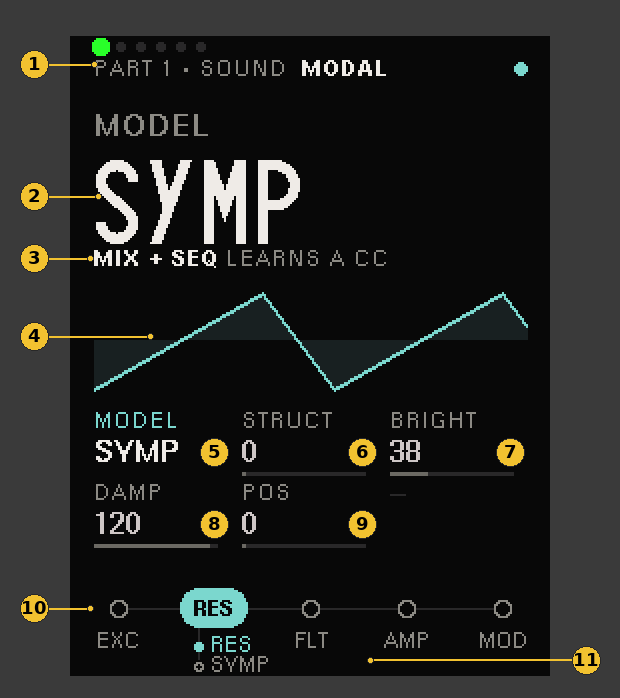 1 PART 1 · SOUND MODAL
MODEL
2 SYMP
3 MIX + SEQ LEARNS A CC
4
MODEL STRUCT BRIGHT
SYMP 5 0 6 38 7
DAMP POS —
120 8 0 9
10 RES
EXC RES FLT AMP MOD
SYMP 11